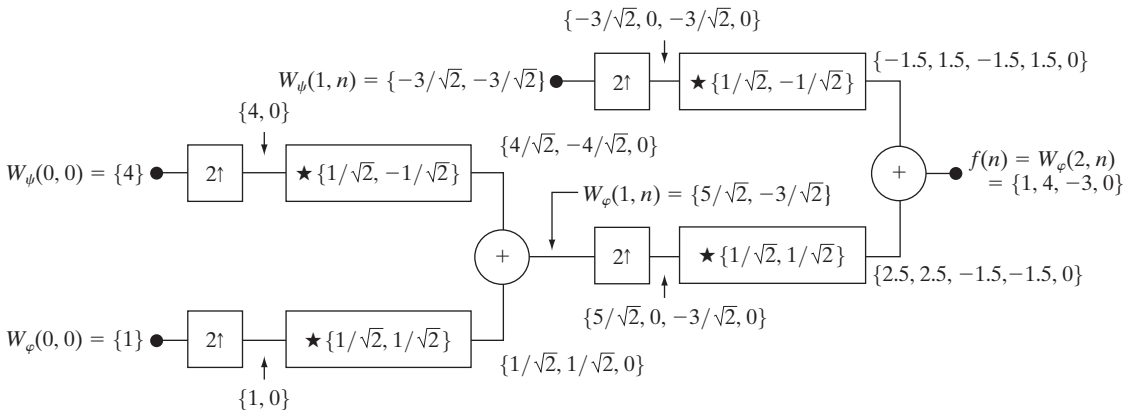 {−3/√2, 0, −3/√2, 0}
W_ψ(1, n) = {−3/√2, −3/√2}
2↑
★{1/√2, −1/√2}
{−1.5, 1.5, −1.5, 1.5, 0}
{4, 0}
W_ψ(0, 0) = {4}
2↑
★{1/√2, −1/√2}
{4/√2, −4/√2, 0}
+
f(n) = W_φ(2, n)
= {1, 4, −3, 0}
W_φ(1, n) = {5/√2, −3/√2}
+
2↑
★{1/√2, 1/√2}
{2.5, 2.5, −1.5,−1.5, 0}
{5/√2, 0, −3/√2, 0}
W_φ(0, 0) = {1}
2↑
★{1/√2, 1/√2}
{1/√2, 1/√2, 0}
{1, 0}